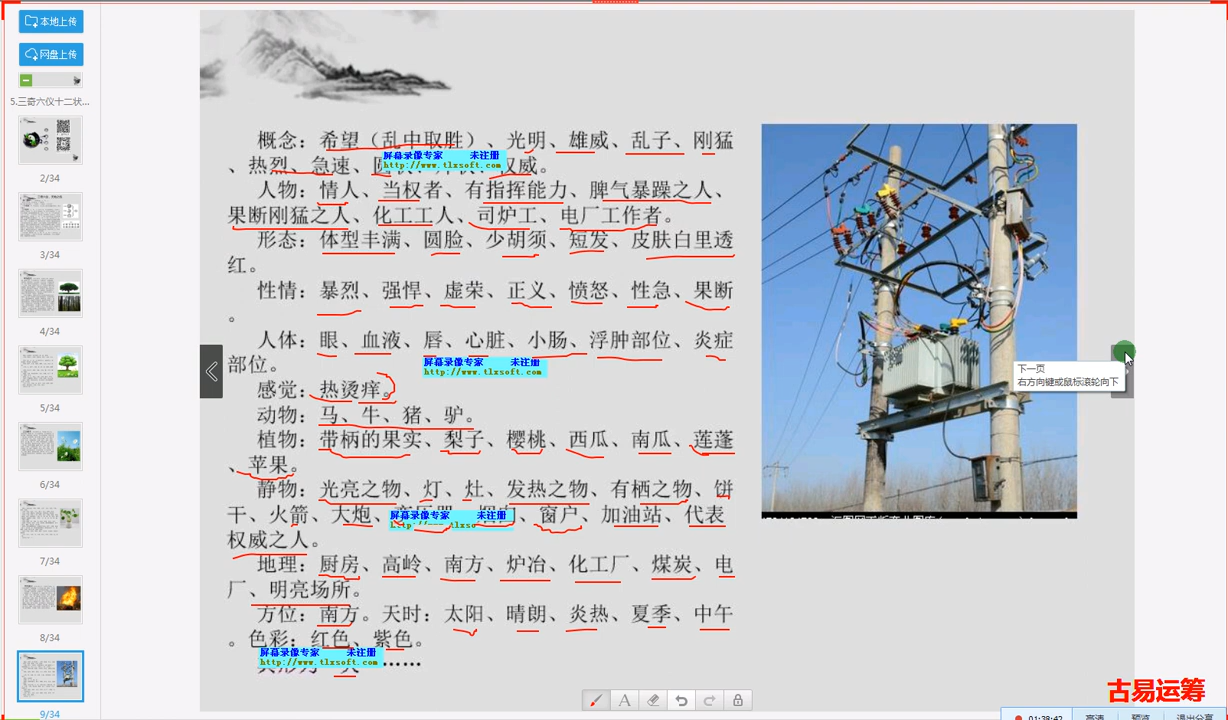 本地上传
网盘上传
5.三奇六仪十二状...
2/34
3/34
4/34
5/34
6/34
7/34
8/34
9/34
概念：希望（乱中取胜）、光明、雄威、乱子、刚猛
、热烈、急速、权威。
屏幕录像专家 未注册
http://www.tlxsoft.com
人物：情人、当权者、有指挥能力、脾气暴躁之人、
果断刚猛之人、化工工人、司炉工、电厂工作者。
形态：体型丰满、圆脸、少胡须、短发、皮肤白里透
红。
性情：暴烈、强悍、虚荣、正义、愤怒、性急、果断
。
人体：眼、血液、唇、心脏、小肠、浮肿部位、炎症
部位。
屏幕录像专家 未注册
http://www.tlxsoft.com
感觉：热烫痒。
动物：马、牛、猪、驴。
植物：带柄的果实、梨子、樱桃、西瓜、南瓜、莲蓬
、苹果。
静物：光亮之物、灯、灶、发热之物、有栖之物、饼
干、火箭、大炮、窗户、加油站、代表
屏幕录像专家 未注册
权威之人。
地理：厨房、高岭、南方、炉冶、化工厂、煤炭、电
厂、明亮场所。
方位：南方。天时：太阳、晴朗、炎热、夏季、中午
。色彩：红色、紫色。
屏幕录像专家 未注册
http://www.tlxsoft.com
……
下一页
右方向键或鼠标滚轮向下
A
古易运筹
01:38:42